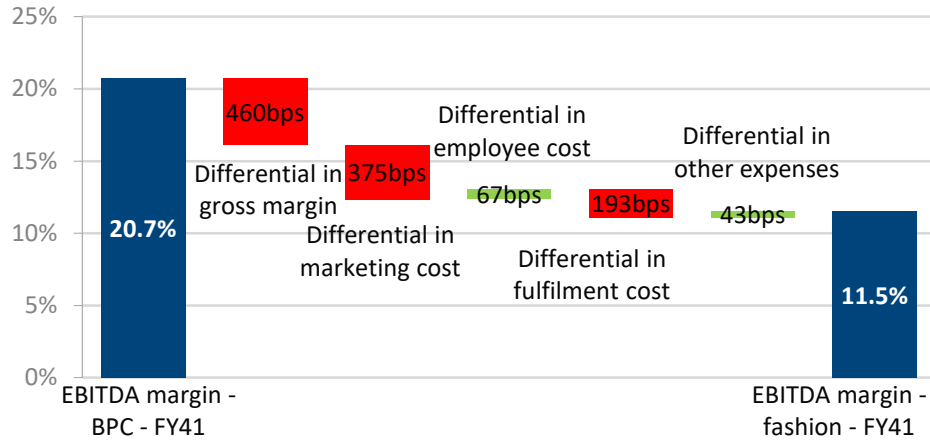 25%
20%
15%
10%
5%
0%
20.7%
460bps
Differential in
gross margin
375bps
Differential in
marketing cost
Differential in
employee cost
67bps
193bps
Differential in
fulfilment cost
Differential in
other expenses
43bps
11.5%
EBITDA margin -
BPC - FY41
EBITDA margin -
fashion - FY41